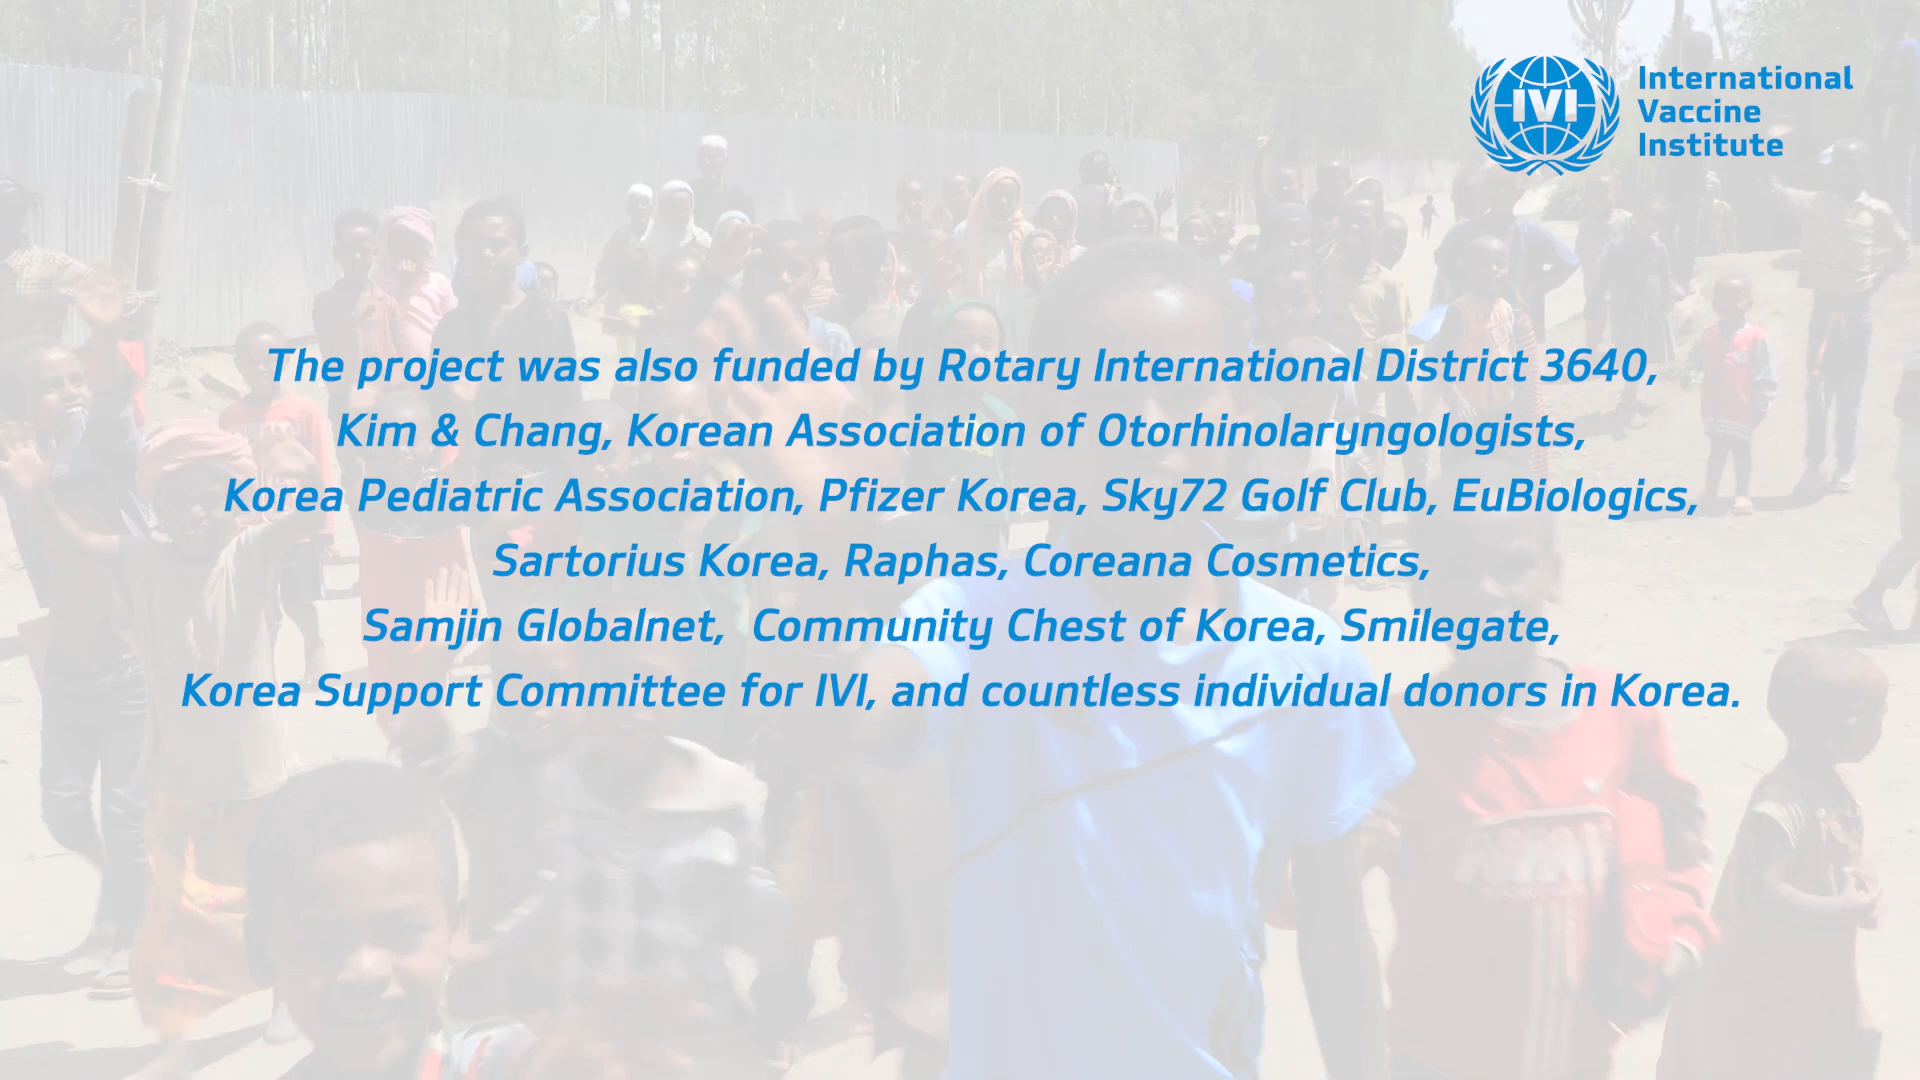 IVI
International
Vaccine
Institute
The project was also funded by Rotary International District 3640,
Kim & Chang, Korean Association of Otorhinolaryngologists,
Korea Pediatric Association, Pfizer Korea, Sky72 Golf Club, EuBiologics,
Sartorius Korea, Raphas, Coreana Cosmetics,
Samjin Globalnet,  Community Chest of Korea, Smilegate,
Korea Support Committee for IVI, and countless individual donors in Korea.